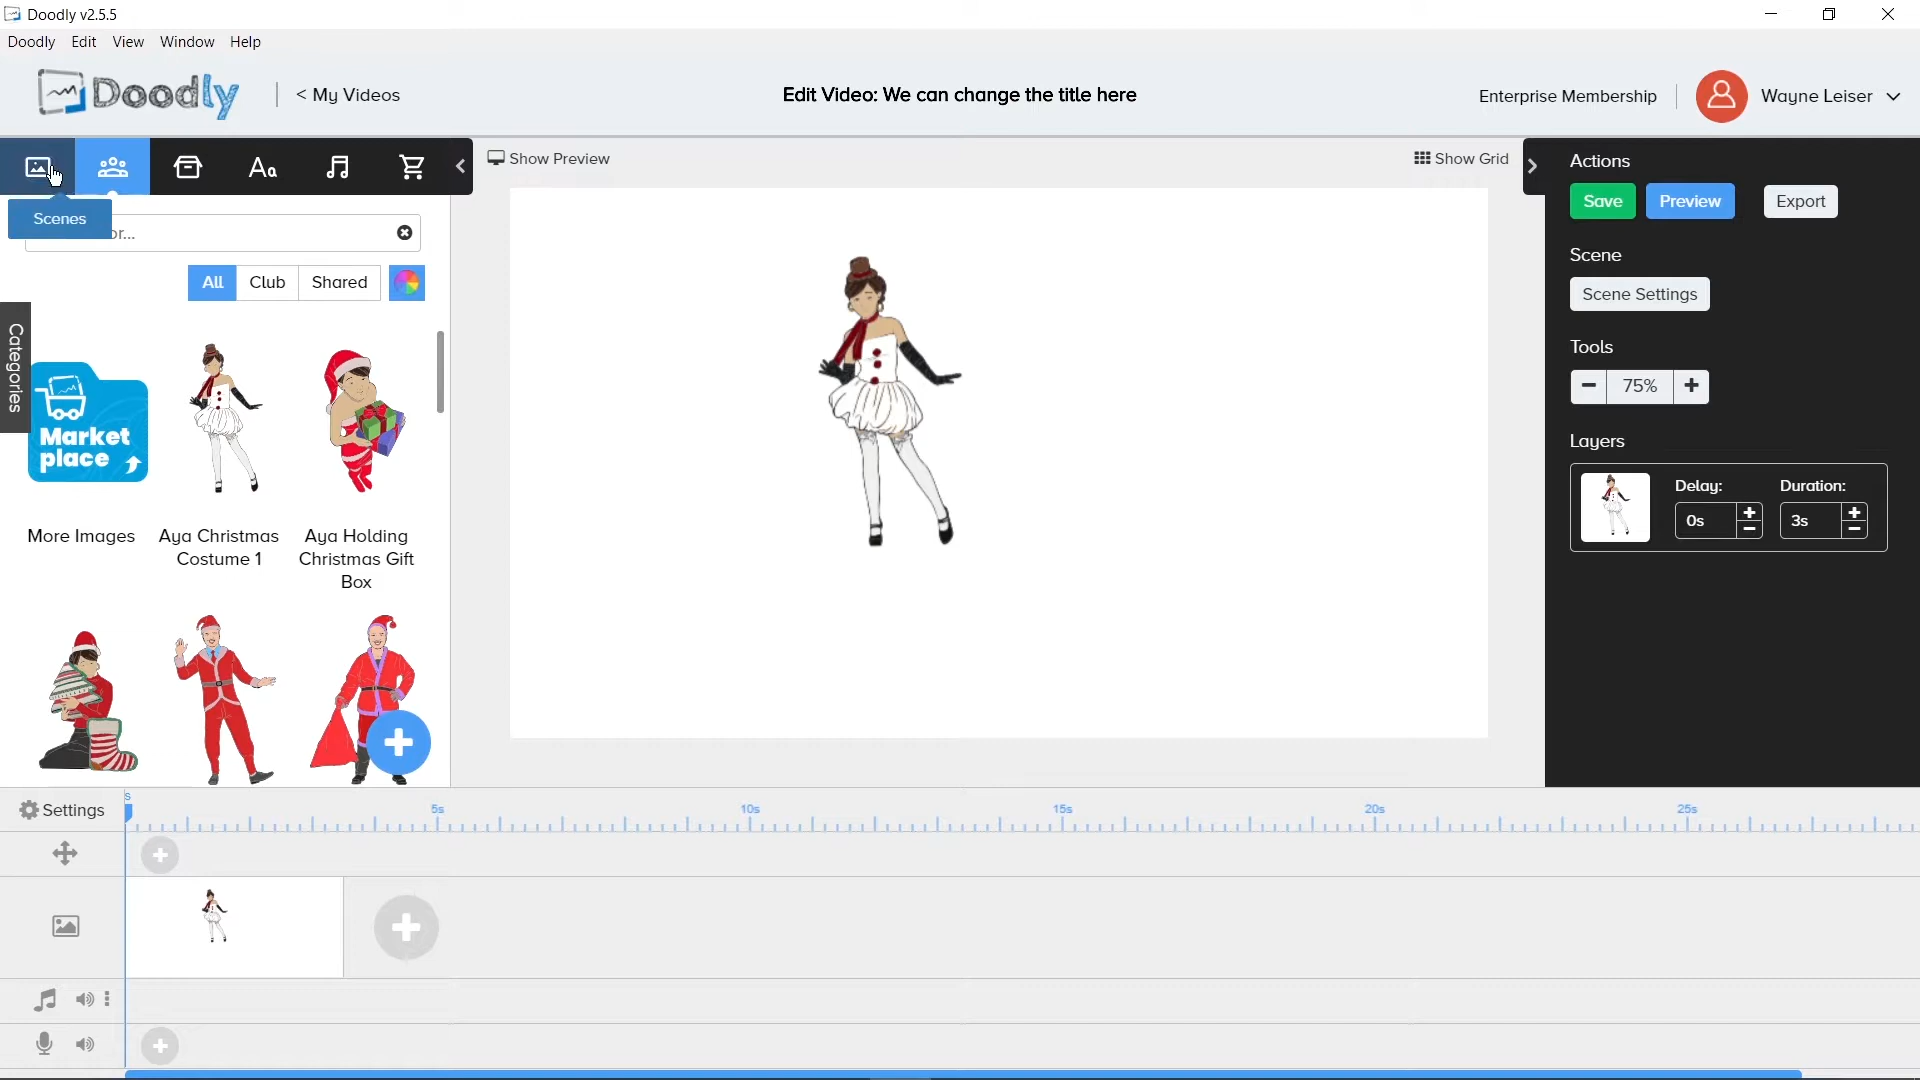 Doodly v2.5.5
Doodly Edit View Window Help
Doodly
< My Videos
Edit Video: We can change the title here
Enterprise Membership
Wayne Leiser
Aa
Show Preview
Show Grid
Scenes
or...
All Club Shared
Categories
Market
place
More Images
Aya Christmas
Costume 1
Aya Holding
Christmas Gift
Box
Actions
Save Preview Export
Scene
Scene Settings
Tools
75%
Layers
Delay: Duration:
0s 3s
Settings
s 5s 10s 15s 20s 25s